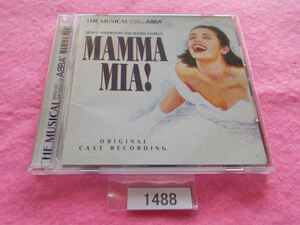 THE MUSICAL
ABBA
BENNY ANDERSSON AND BJÖRN ULVAEUS'
MAMMA
MIA!
ORIGINAL
CAST RECORDING
THE MUSICAL
ABBA
MAMMA MIA!
1488